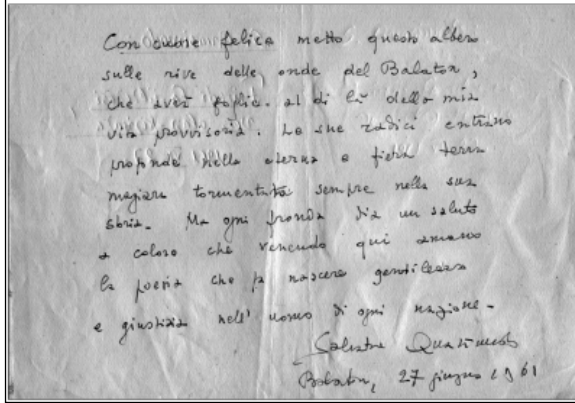 Con cuore felice metto questo albero
sulle rive delle onde del Balaton,
che avrà foglie al di là della mia
vita provvisoria. Le sue radici entrano
profonde nella eterna e fiera terra
magiara tormentata sempre nella sua
storia. Ma ogni fronda dia un saluto
a coloro che venendo qui amano
la poesia che fa nascere gentilezza
e giustizia nell'uomo di ogni nazione.
Salvatore Quasimodo
Balaton, 27 giugno 1961